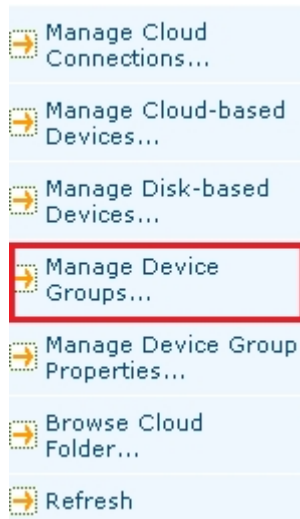 Manage Cloud
Connections...
Manage Cloud-based
Devices...
Manage Disk-based
Devices...
Manage Device
Groups...
Manage Device Group
Properties...
Browse Cloud
Folder...
Refresh